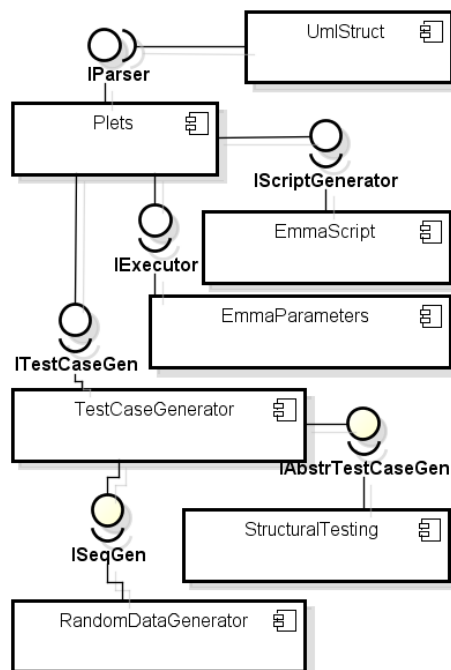 UmlStruct
IParser
Plets
IScriptGenerator
EmmaScript
IExecutor
EmmaParameters
ITestCaseGen
TestCaseGenerator
IAbstrTestCaseGen
StructuralTesting
ISeqGen
RandomDataGenerator